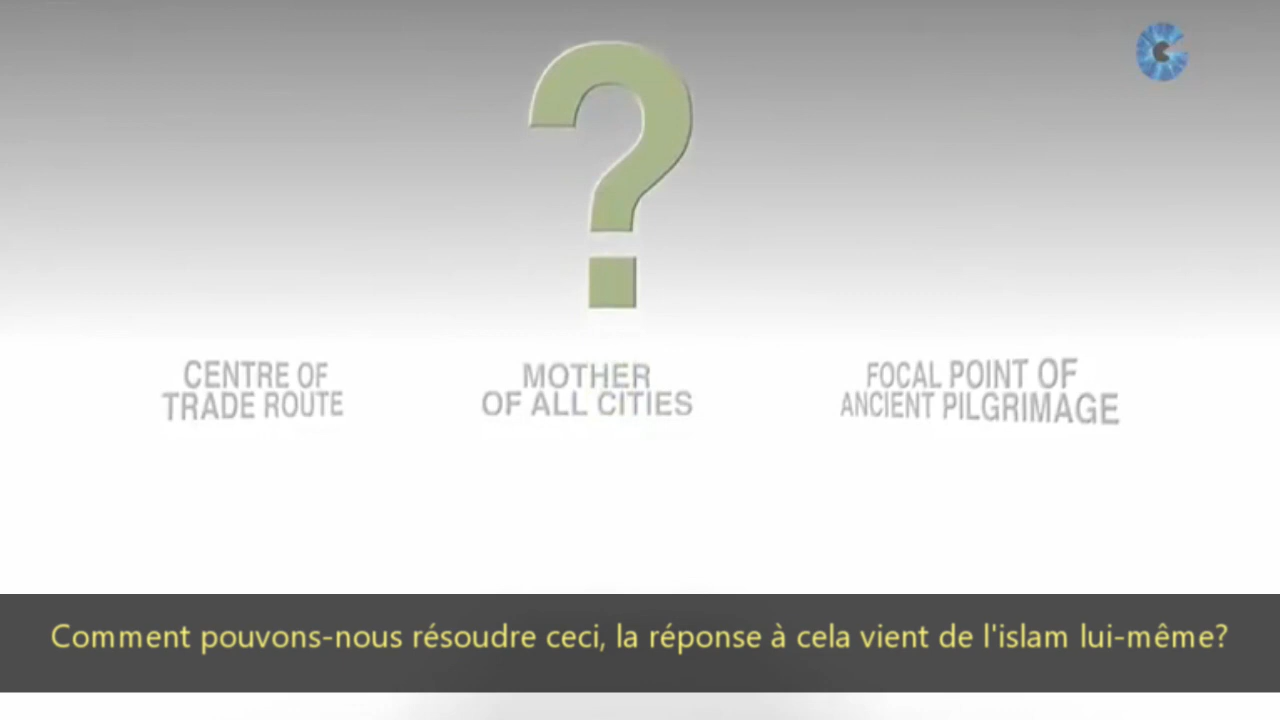 ?
CENTRE OF
TRADE ROUTE
MOTHER
OF ALL CITIES
FOCAL POINT OF
ANCIENT PILGRIMAGE
Comment pouvons-nous résoudre ceci, la réponse à cela vient de l'islam lui-même?